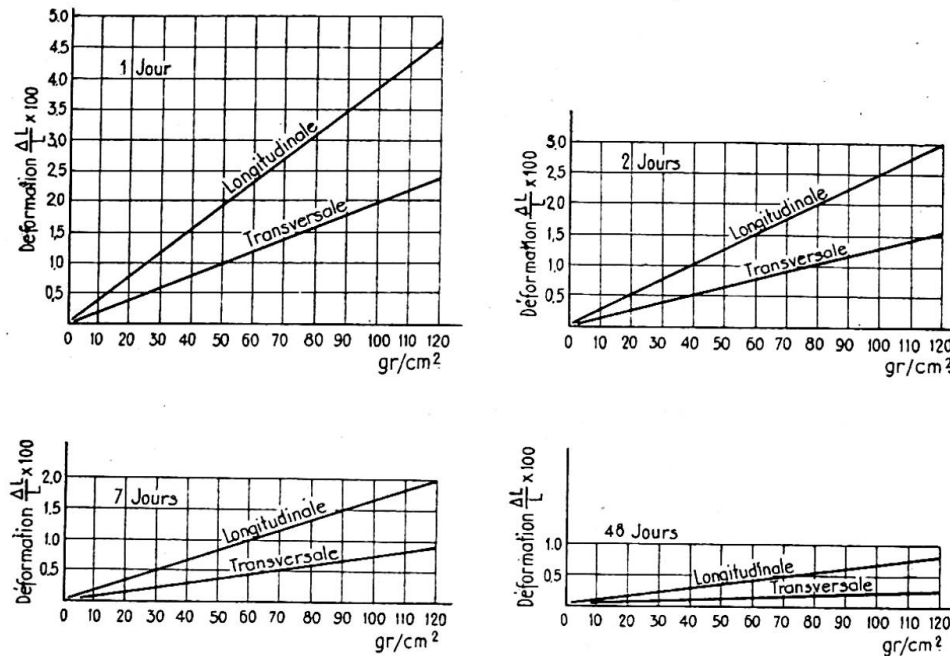 Déformation ΔL/L x 100
5.0
4.5
4.0
3,5
3.0
2.5
2.0
1.5
1.0
0,5
1 Jour
Longitudinale
Transversale
0 10 20 30 40 50 60 70 80 90 100 110 120
gr/cm²
Déformation ΔL/L x 100
3.0
2,5
2.0
1.5
1.0
0.5
2 Jours
Longitudinale
Transversale
0 10 20 30 40 50 60 70 80 90 100 110 120
gr/cm²
Déformation ΔL/L x 100
2.0
1.5
1.0
0.5
7 Jours
Longitudinale
Transversale
0 10 20 30 40 50 60 70 80 90 100 110 120
gr/cm²
Déformation ΔL/L x 100
1.0
0.5
48 Jours
Longitudinale
Transversale
0 10 20 30 40 50 60 70 80 90 100 110 120
gr/cm²